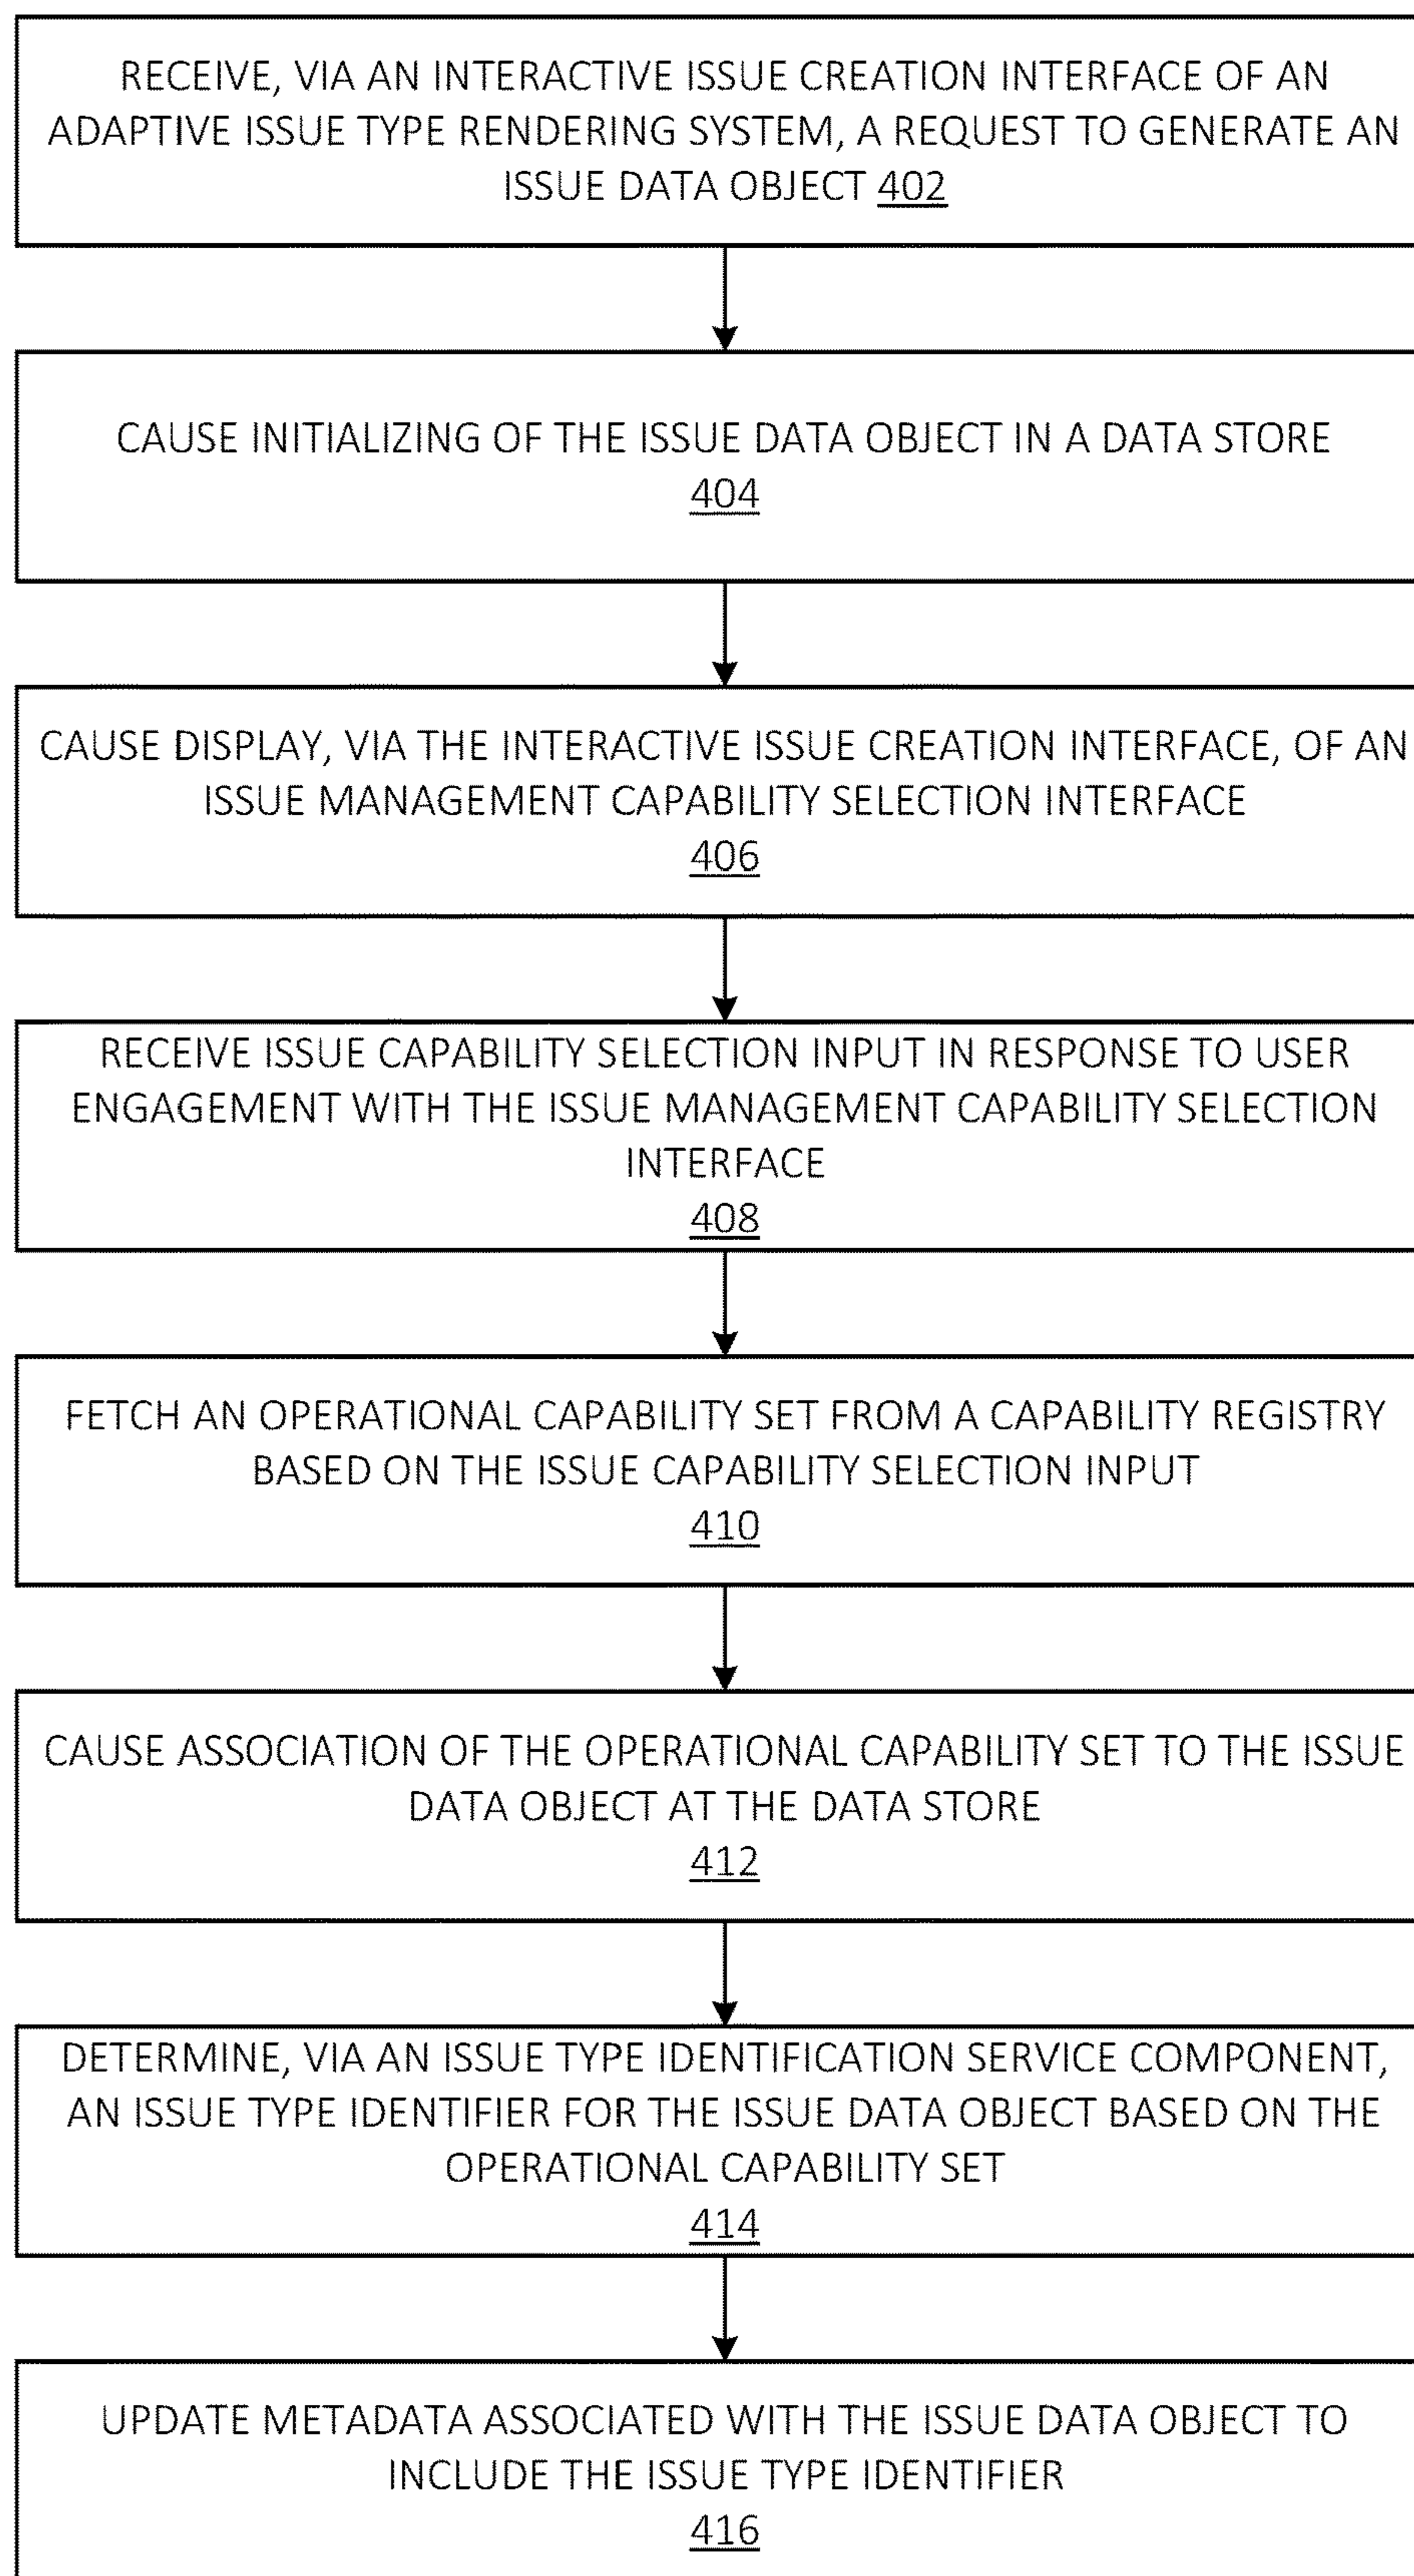 RECEIVE, VIA AN INTERACTIVE ISSUE CREATION INTERFACE OF AN
ADAPTIVE ISSUE TYPE RENDERING SYSTEM, A REQUEST TO GENERATE AN
ISSUE DATA OBJECT 402
CAUSE INITIALIZING OF THE ISSUE DATA OBJECT IN A DATA STORE
404
CAUSE DISPLAY, VIA THE INTERACTIVE ISSUE CREATION INTERFACE, OF AN
ISSUE MANAGEMENT CAPABILITY SELECTION INTERFACE
406
RECEIVE ISSUE CAPABILITY SELECTION INPUT IN RESPONSE TO USER
ENGAGEMENT WITH THE ISSUE MANAGEMENT CAPABILITY SELECTION
INTERFACE
408
FETCH AN OPERATIONAL CAPABILITY SET FROM A CAPABILITY REGISTRY
BASED ON THE ISSUE CAPABILITY SELECTION INPUT
410
CAUSE ASSOCIATION OF THE OPERATIONAL CAPABILITY SET TO THE ISSUE
DATA OBJECT AT THE DATA STORE
412
DETERMINE, VIA AN ISSUE TYPE IDENTIFICATION SERVICE COMPONENT,
AN ISSUE TYPE IDENTIFIER FOR THE ISSUE DATA OBJECT BASED ON THE
OPERATIONAL CAPABILITY SET
414
UPDATE METADATA ASSOCIATED WITH THE ISSUE DATA OBJECT TO
INCLUDE THE ISSUE TYPE IDENTIFIER
416